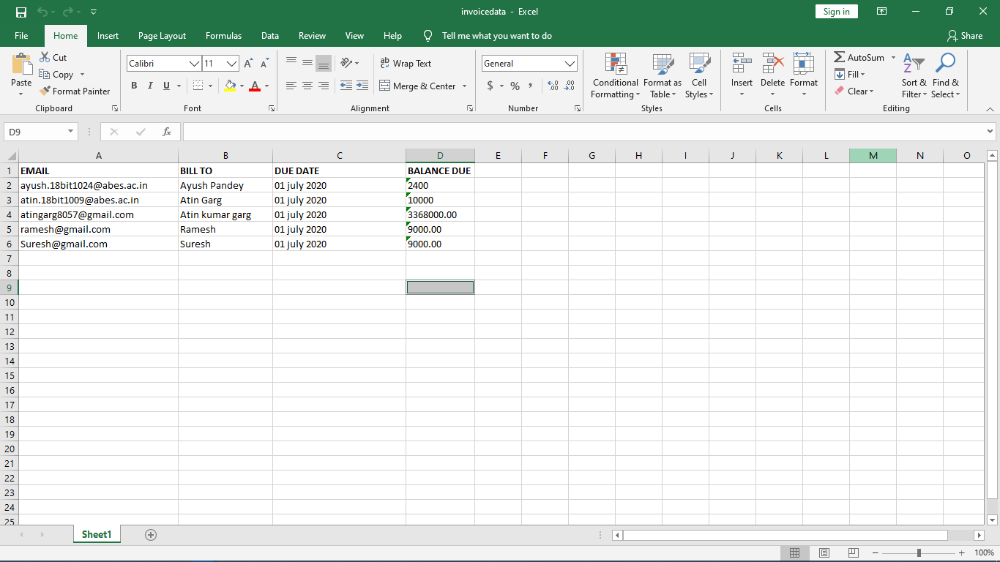 invoicedata - Excel
Sign in
File Home Insert Page Layout Formulas Data Review View Help Tell me what you want to do Share
Paste
Cut
Copy
Format Painter
Clipboard
Calibri 11
B I U A
Font
Wrap Text
Merge & Center
Alignment
General
$ % ,
Number
Conditional Formatting
Format as Table
Cell Styles
Styles
Insert Delete Format
Cells
AutoSum
Fill
Clear
Sort & Filter
Find & Select
Editing
D9 fx
A B C D E F G H I J K L M N O
1 EMAIL BILL TO DUE DATE BALANCE DUE
2 ayush.18bit1024@abes.ac.in Ayush Pandey 01 july 2020 2400
3 atin.18bit1009@abes.ac.in Atin Garg 01 july 2020 10000
4 atingarg8057@gmail.com Atin kumar garg 01 july 2020 3368000.00
5 ramesh@gmail.com Ramesh 01 july 2020 9000.00
6 Suresh@gmail.com Suresh 01 july 2020 9000.00
7
8
9
10
11
12
13
14
15
16
17
18
19
20
21
22
23
24
25
Sheet1
100%